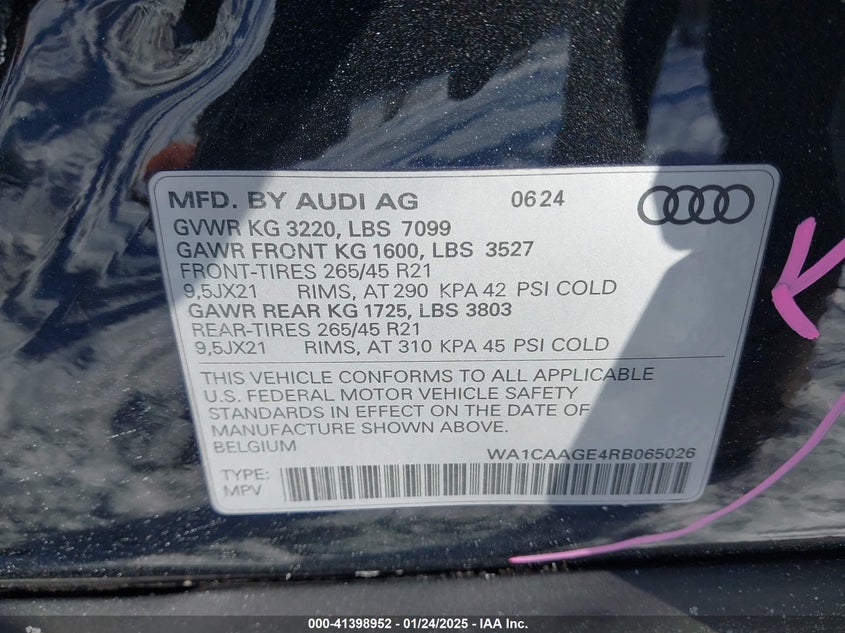 MFD. BY AUDI AG 0624
GVWR KG 3220, LBS 7099
GAWR FRONT KG 1600, LBS 3527
FRONT-TIRES 265/45 R21
9,5JX21 RIMS, AT 290 KPA 42 PSI COLD
GAWR REAR KG 1725, LBS 3803
REAR-TIRES 265/45 R21
9,5JX21 RIMS, AT 310 KPA 45 PSI COLD
THIS VEHICLE CONFORMS TO ALL APPLICABLE
U.S. FEDERAL MOTOR VEHICLE SAFETY
STANDARDS IN EFFECT ON THE DATE OF
MANUFACTURE SHOWN ABOVE.
BELGIUM WA1CAAGE4RB065026
TYPE:
MPV
000-41398952 - 01/24/2025 - IAA Inc.